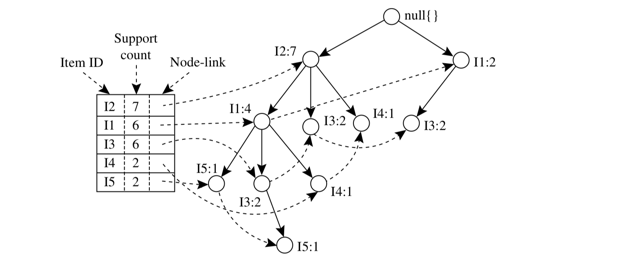 null{}
Support
count
Item ID
Node-link
I2:7
I1:2
I2 7
I1 6
I3 6
I4 2
I5 2
I1:4
I3:2
I4:1
I3:2
I5:1
I3:2
I4:1
I5:1